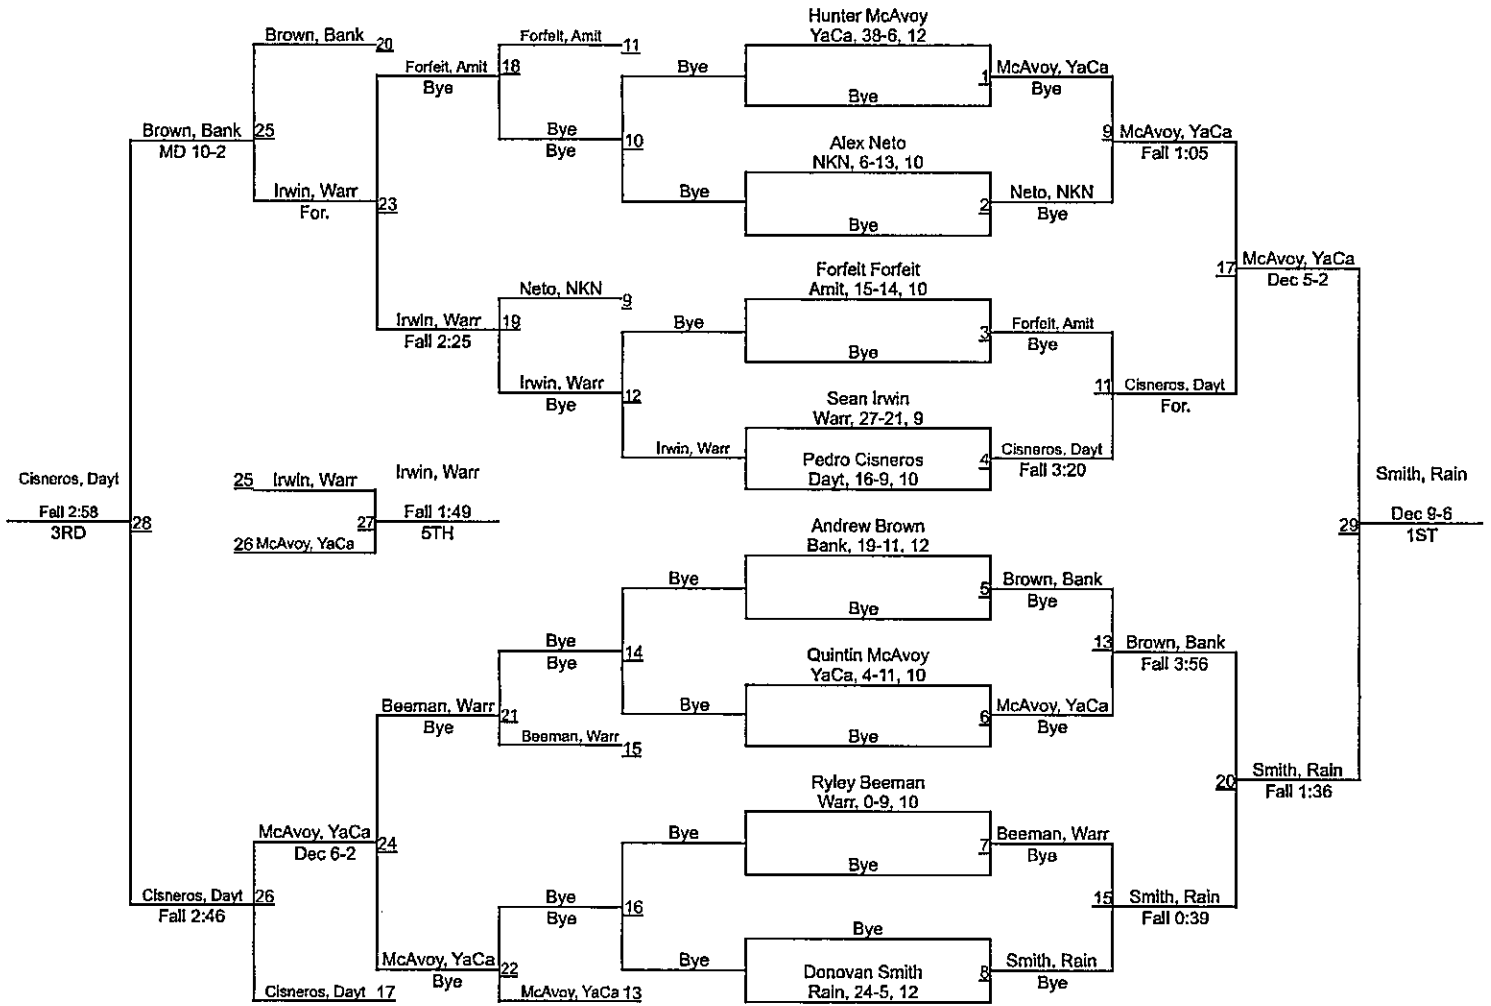 Hunter McAvoy
YaCa, 38-6, 12
Brown, Bank
20
Forfeit, Amit
11
Forfeit, Amit
18
Bye
Bye
1
McAvoy, YaCa
Bye
Bye
Brown, Bank
25
MD 10-2
Bye
Bye
10
Alex Neto
NKN, 6-13, 10
9
McAvoy, YaCa
Fall 1:05
Irwin, Warr
For.
23
Bye
2
Neto, NKN
Bye
Bye
Forfeit Forfeit
Amit, 15-14, 10
17
McAvoy, YaCa
Dec 5-2
Neto, NKN
9
Irwin, Warr
19
Fall 2:25
Bye
3
Forfeit, Amit
Bye
Bye
Irwin, Warr
Bye
12
Sean Irwin
Warr, 27-21, 9
11
Cisneros, Dayt
For.
Irwin, Warr
Pedro Cisneros
Dayt, 16-9, 10
4
Cisneros, Dayt
Fall 3:20
Cisneros, Dayt
Fall 2:58
3RD
28
25
Irwin, Warr
26
McAvoy, YaCa
27
Irwin, Warr
Fall 1:49
5TH
Smith, Rain
29
Dec 9-6
1ST
Andrew Brown
Bank, 19-11, 12
Bye
5
Brown, Bank
Bye
Bye
Bye
Bye
14
Quintin McAvoy
YaCa, 4-11, 10
13
Brown, Bank
Fall 3:56
Beeman, Warr
21
Bye
Beeman, Warr
15
Bye
6
McAvoy, YaCa
Bye
Bye
Ryley Beeman
Warr, 0-9, 10
20
Smith, Rain
Fall 1:36
McAvoy, YaCa
24
Dec 6-2
Bye
7
Beeman, Warr
Bye
Bye
Cisneros, Dayt
26
Fall 2:46
Bye
Bye
16
15
Smith, Rain
Fall 0:39
Bye
McAvoy, YaCa
22
Bye
Bye
Donovan Smith
Rain, 24-5, 12
8
Smith, Rain
Bye
Cisneros, Dayt
17
McAvoy, YaCa
13